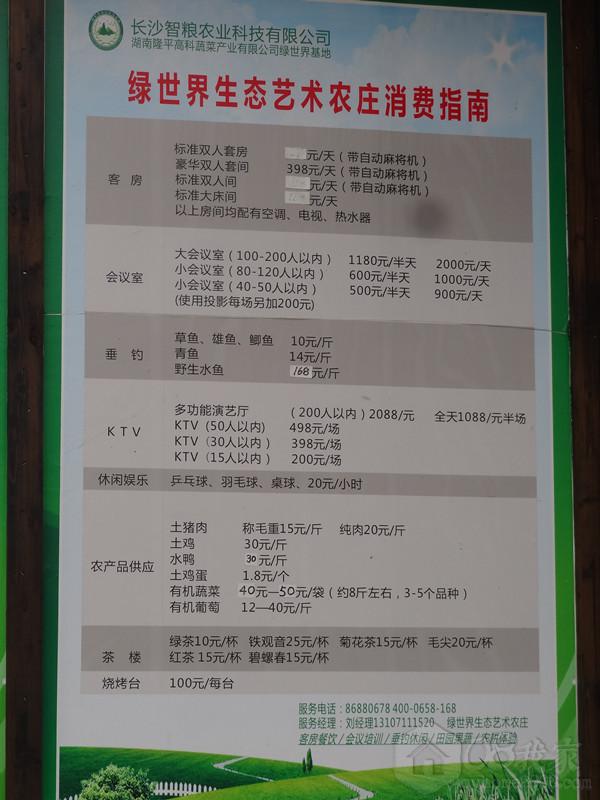 长沙智粮农业科技有限公司
湖南隆平高科蔬菜产业有限公司绿世界基地
绿世界生态艺术农庄消费指南
客 房
标准双人套房 元/天（带自动麻将机）
豪华双人套间 398元/天（带自动麻将机）
标准双人间 元/天（带自动麻将机）
标准大床间 元/天
以上房间均配有空调、电视、热水器
会议室
大会议室（100-200人以内） 1180元/半天 2000元/天
小会议室（80-120人以内） 600元/半天 1000元/天
小会议室（40-50人以内） 500元/半天 900元/天
(使用投影每场另加200元)
垂 钓
草鱼、雄鱼、鲫鱼 10元/斤
青鱼 14元/斤
野生水鱼 168元/斤
KTV
多功能演艺厅 （200人以内）2088/元 全天1088/元半场
KTV (50人以内) 498元/场
KTV（30人以内） 398元/场
KTV（15人以内） 200元/场
休闲娱乐 乒乓球、羽毛球、桌球、20元/小时
农产品供应
土猪肉 称毛重15元/斤 纯肉20元/斤
土鸡 30元/斤
水鸭 30元/斤
土鸡蛋 1.8元/个
有机蔬菜 40元—50元/袋（约8斤左右，3-5个品种）
有机葡萄 12—40元/斤
茶 楼
绿茶10元/杯 铁观音25元/杯 菊花茶15元/杯 毛尖20元/杯
红茶 15元/杯 碧螺春15元/杯
烧烤台 100元/每台
服务电话：86880678 400-0658-168
服务经理：刘经理13107111520 绿世界生态艺术农庄
客房餐饮/会议培训/垂钓休闲/田园果蔬/农耕体验